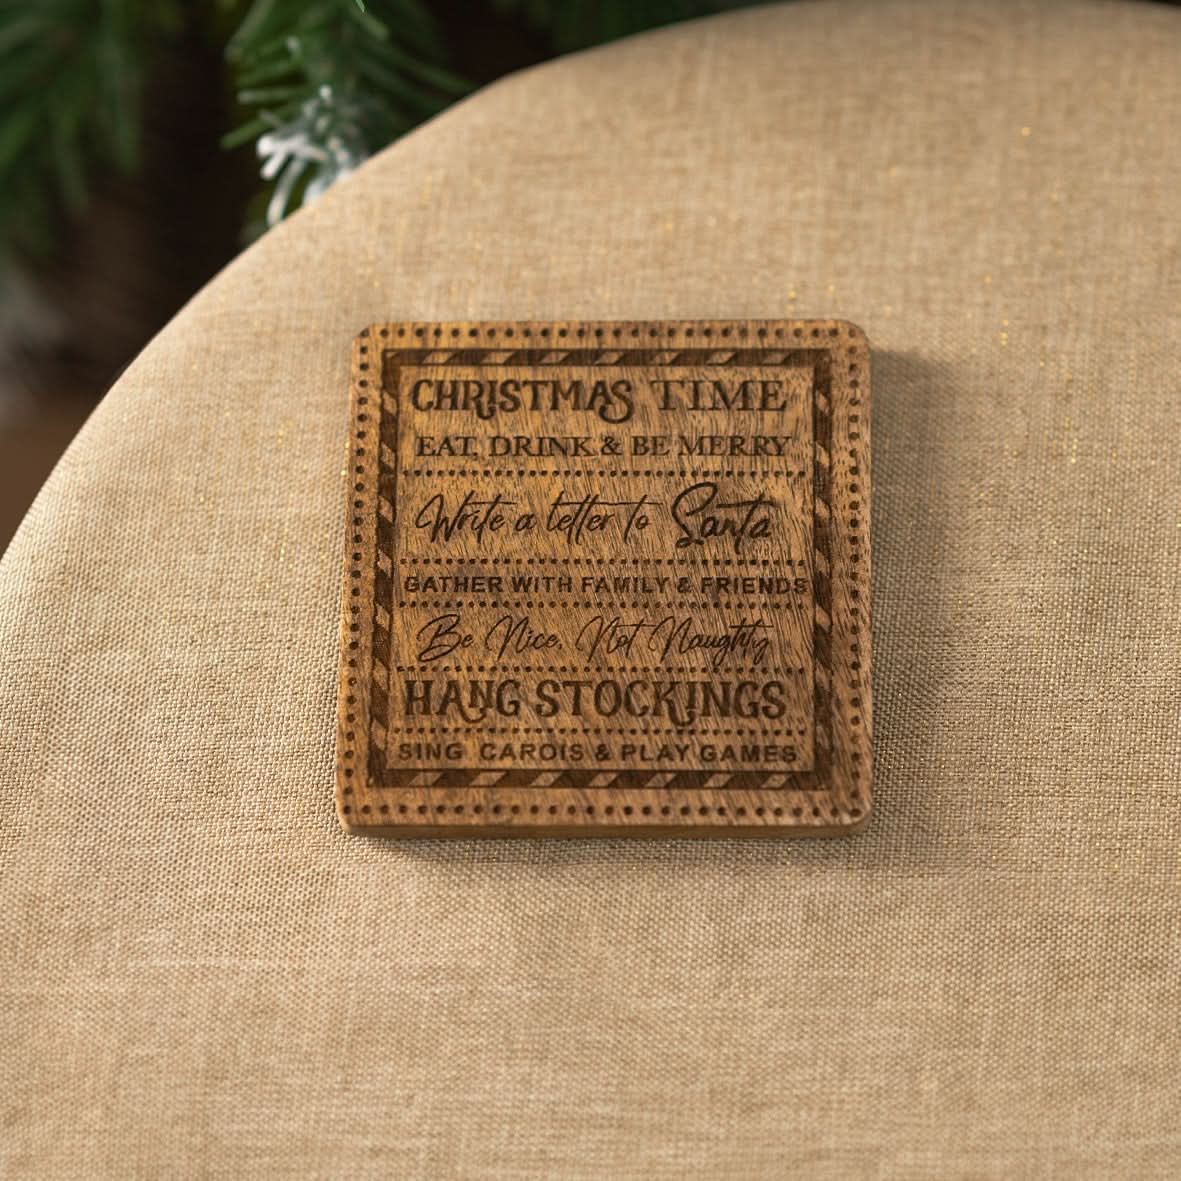 CHRISTMAS TIME
EAT, DRINK & BE MERRY
Write a letter to Santa
GATHER WITH FAMILY & FRIENDS
Be Nice, Not Naughty
HANG STOCKINGS
SING CAROIS & PLAY GAMES